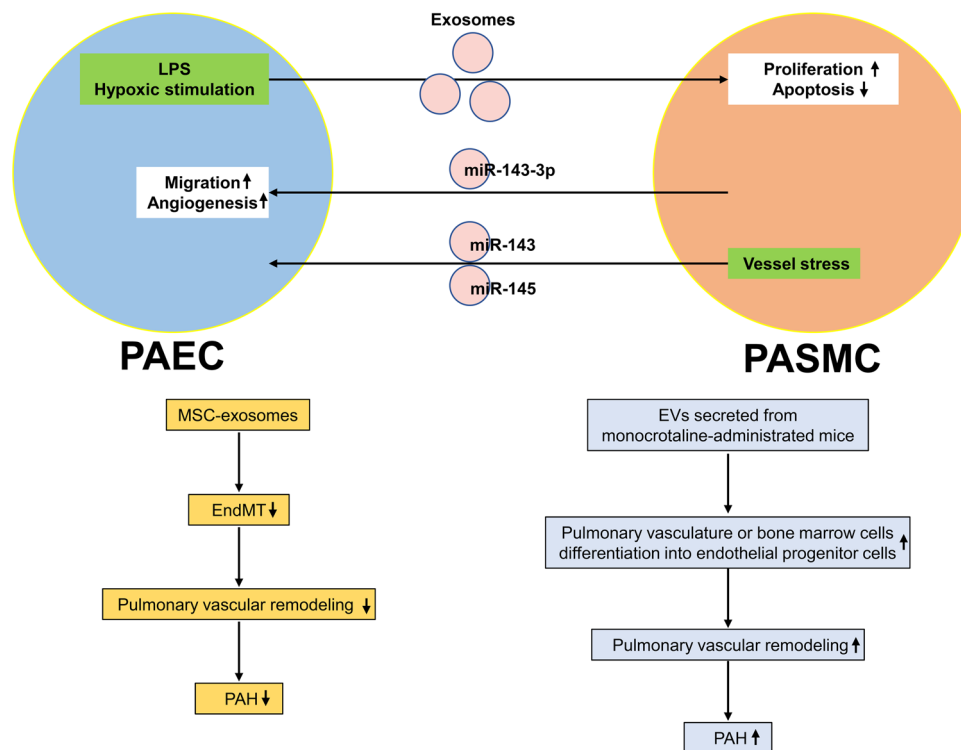 Exosomes
LPS
Hypoxic stimulation
Proliferation ↑
Apoptosis ↓
miR-143-3p
Migration ↑
Angiogenesis ↑
miR-143
miR-145
Vessel stress
PAEC
PASMC
MSC-exosomes
EndMT ↓
Pulmonary vascular remodeling ↓
PAH ↓
EVs secreted from
monocrotaline-administrated mice
Pulmonary vasculature or bone marrow cells
differentiation into endothelial progenitor cells ↑
Pulmonary vascular remodeling ↑
PAH ↑